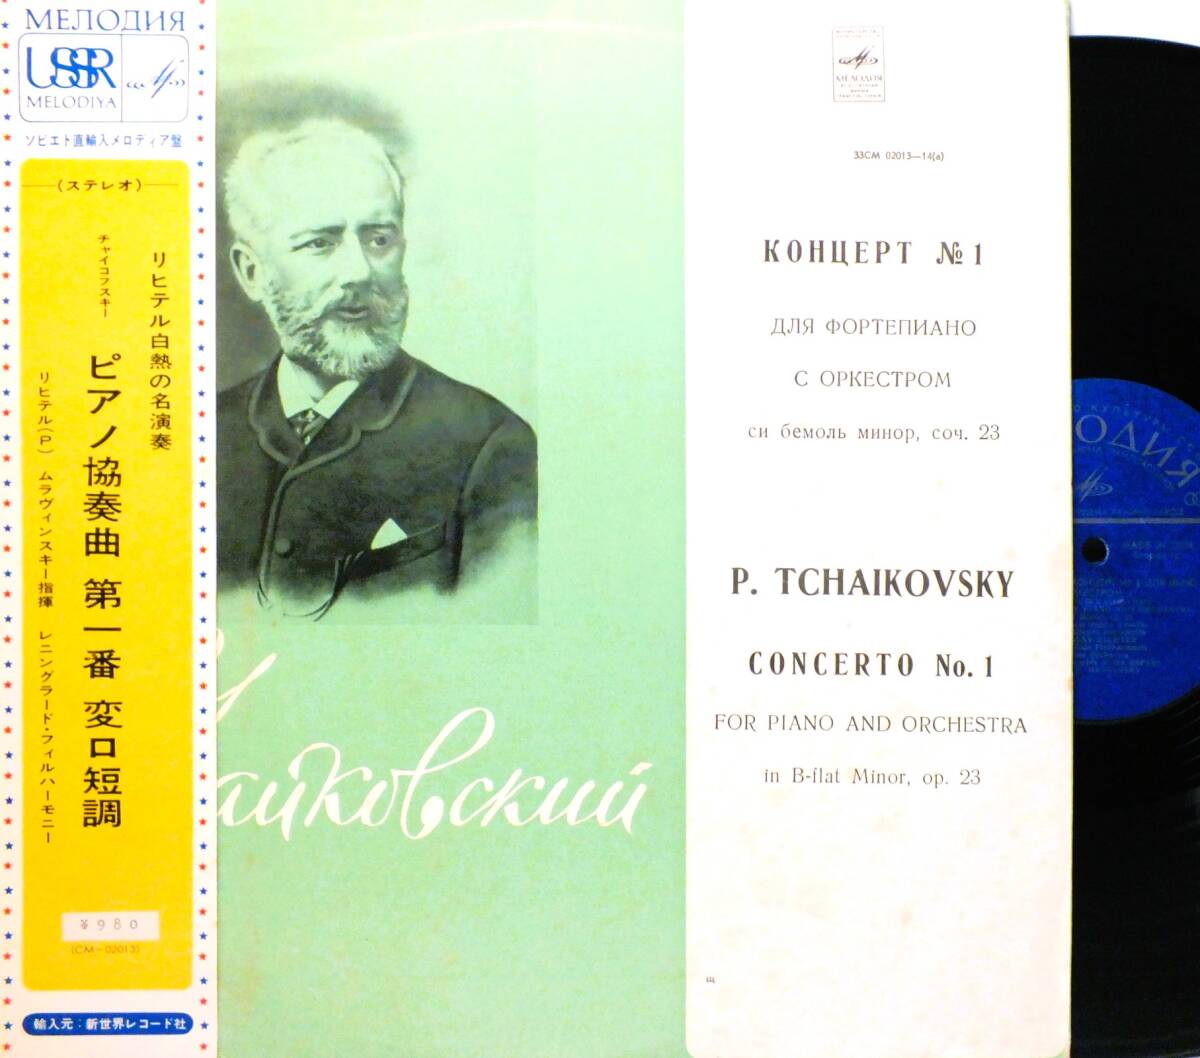 МЕЛОДИЯ
USSR
MELODIYA
ソビエト直輸入メロディア盤
(ステレオ)
リヒテル白熱の名演奏
チャイコフスキー
ピアノ協奏曲 第一番 変ロ短調
リヒテル(P) ムラヴィンスキー指揮 レニングラード・フィルハーモニー
¥980
(CM-02013)
輸入元:新世界レコード社
айковский
МЕЛОДИЯ
33СМ 02013—14(а)
КОНЦЕРТ № 1
ДЛЯ ФОРТЕПИАНО
С ОРКЕСТРОМ
си бемоль минор, соч. 23
P. TCHAIKOVSKY
CONCERTO No. 1
FOR PIANO AND ORCHESTRA
in B-flat Minor, op. 23
щ
ОДИЯ